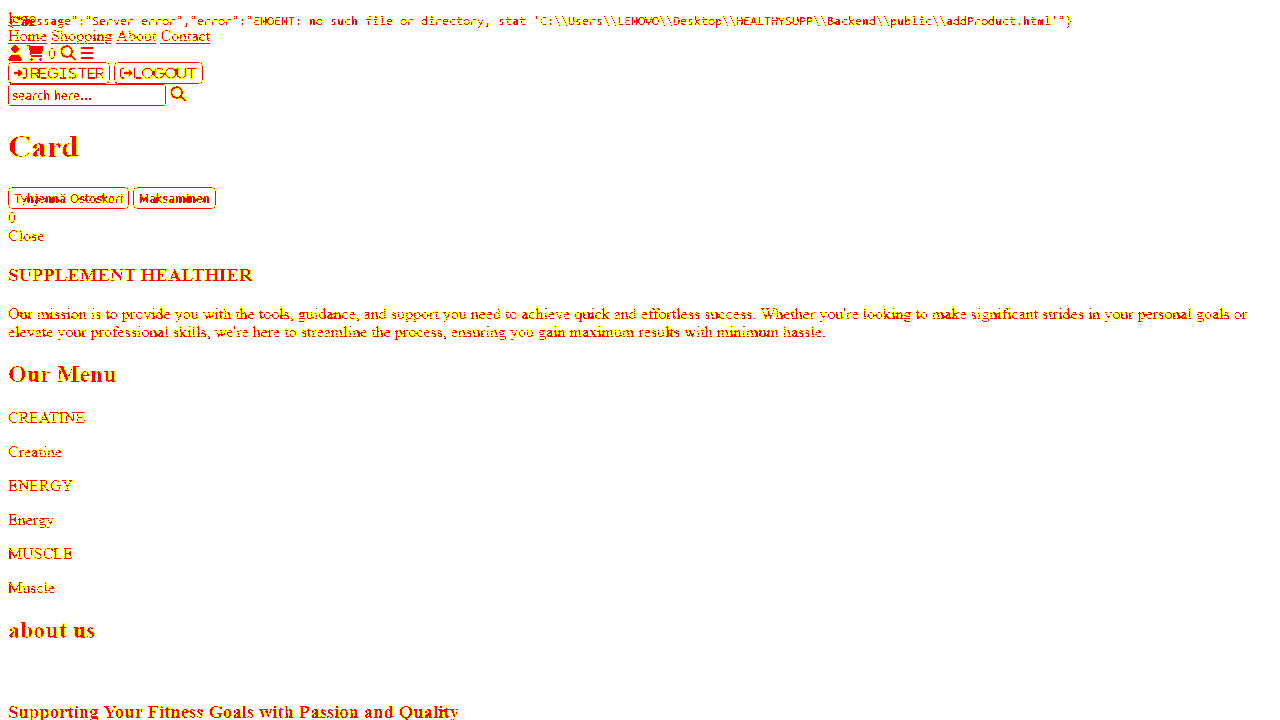 "message":"Server error","error":"ENOENT: no such file or directory, stat 'C:\\Users\\LENOVO\\Desktop\\HEALTHYSUPP\\Backend\\public\\addProduct.html'"}
Home Shopping About Contact
0
REGISTER LOGOUT
search here...
Card
Tyhjennä Ostoskori Maksaminen
0
Close
SUPPLEMENT HEALTHIER
Our mission is to provide you with the tools, guidance, and support you need to achieve quick and effortless success. Whether you're looking to make significant strides in your personal goals or
elevate your professional skills, we're here to streamline the process, ensuring you gain maximum results with minimum hassle.
Our Menu
CREATINE
Creatine
ENERGY
Energy
MUSCLE
Muscle
about us
Supporting Your Fitness Goals with Passion and Quality